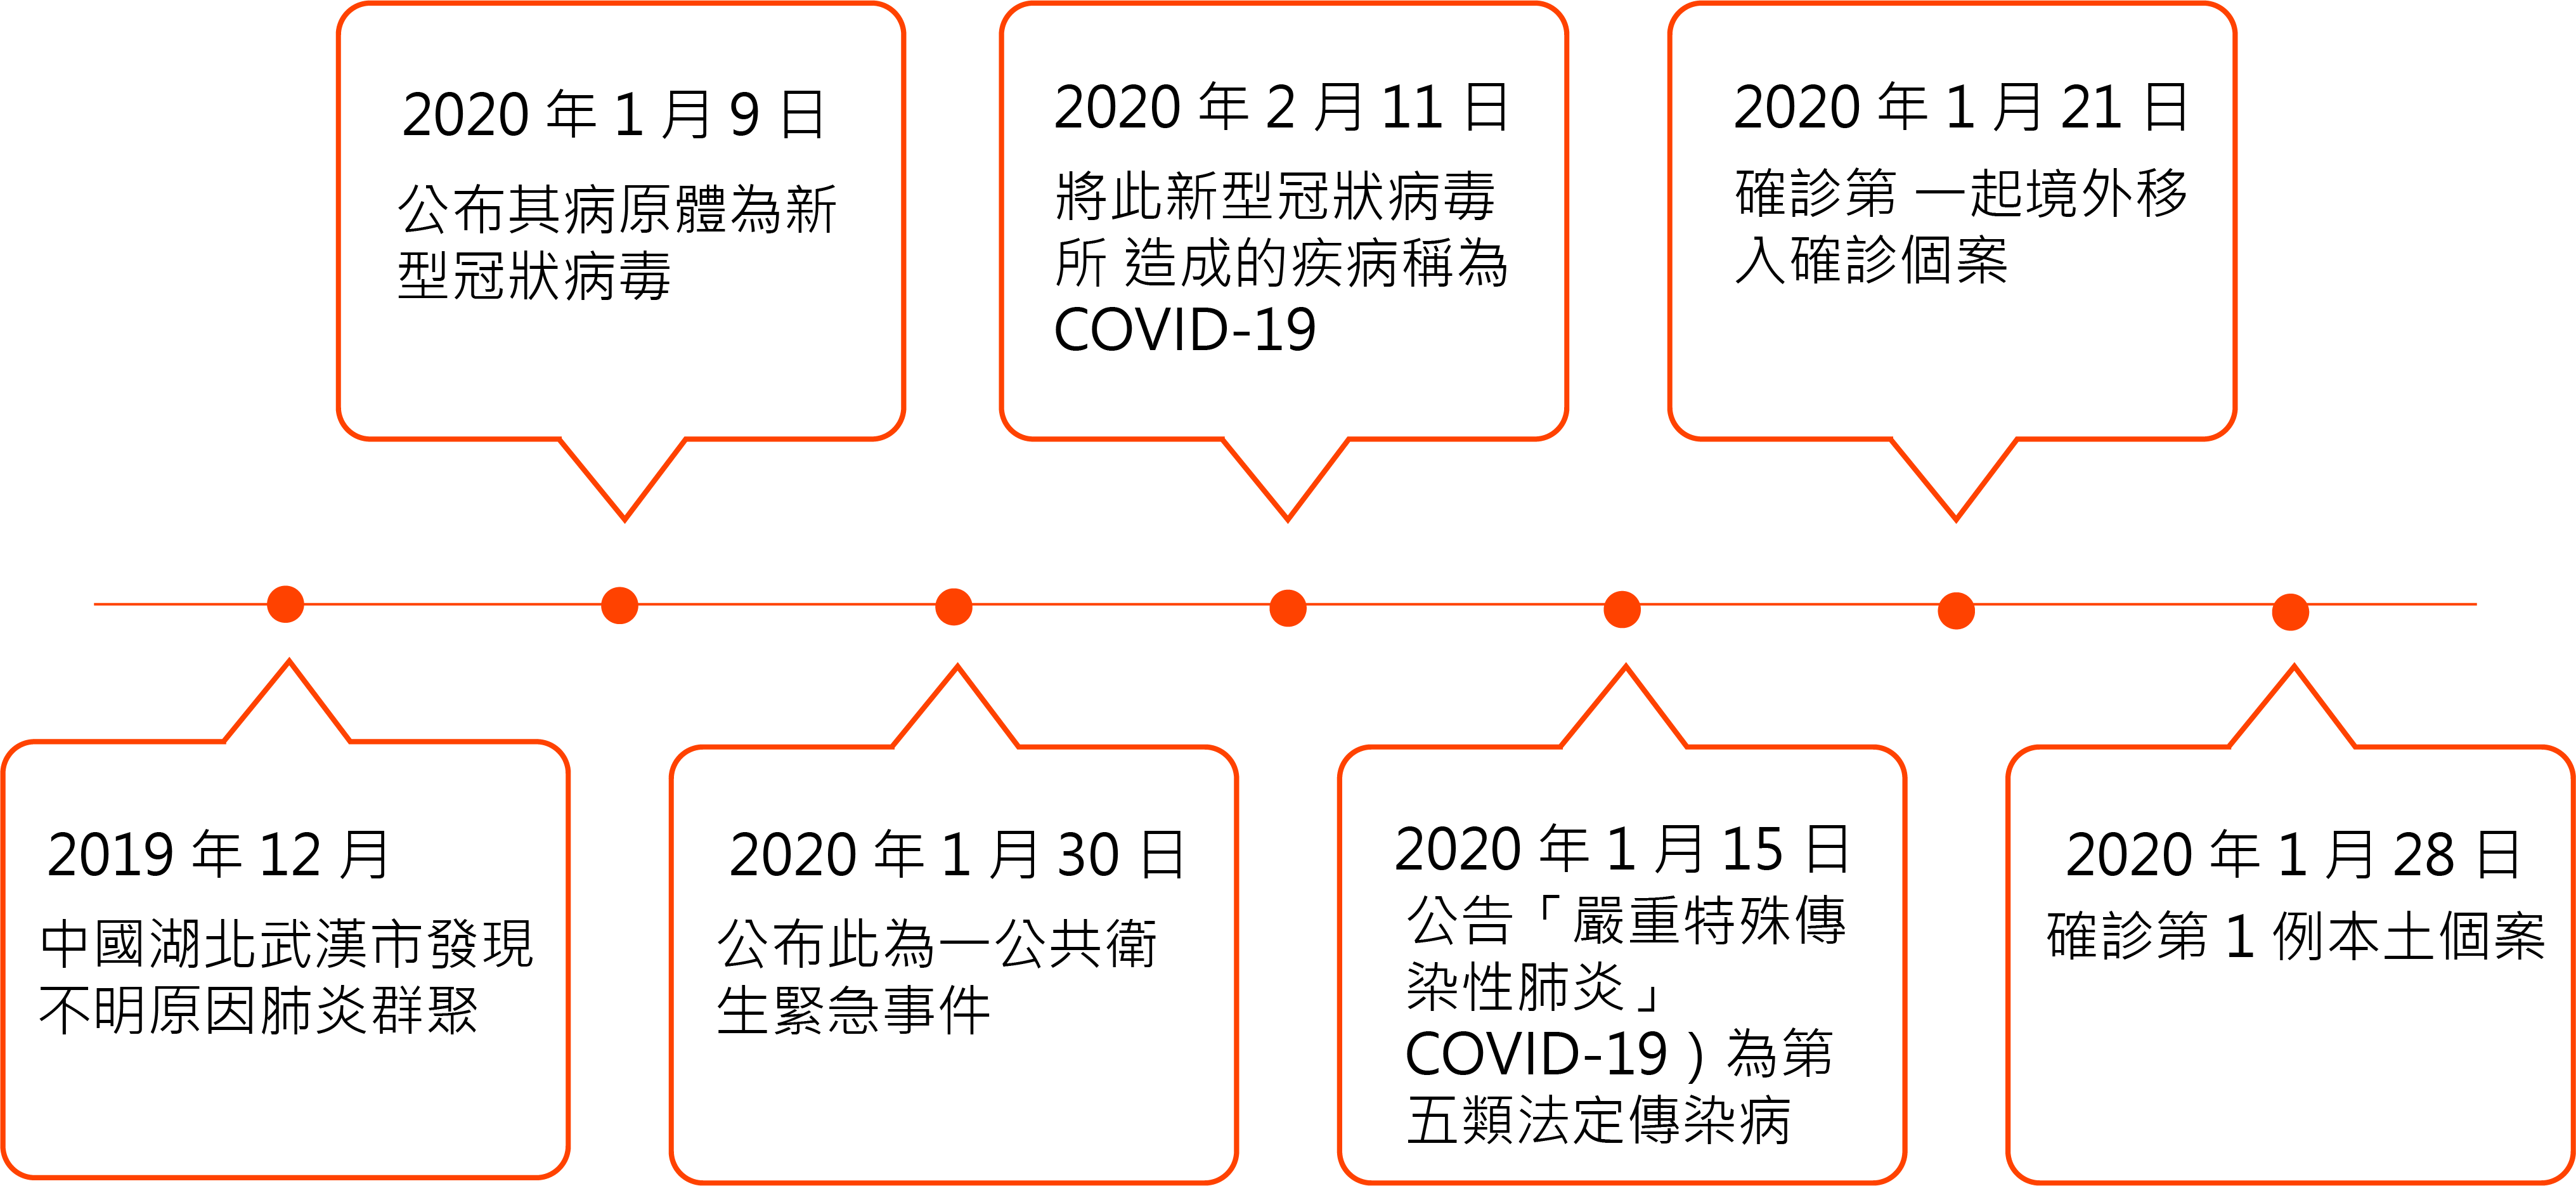 2020 年 1 月 9 日
公布其病原體為新
型冠狀病毒
2020 年 2 月 11 日
將此新型冠狀病毒
所 造成的疾病稱為
COVID-19
2020 年 1 月 21 日
確診第 一起境外移
入確診個案
2019 年 12 月
中國湖北武漢市發現
不明原因肺炎群聚
2020 年 1 月 30 日
公布此為一公共衛
生緊急事件
2020 年 1 月 15 日
公告「嚴重特殊傳
染性肺炎」
COVID-19）為第
五類法定傳染病
2020 年 1 月 28 日
確診第 1 例本土個案